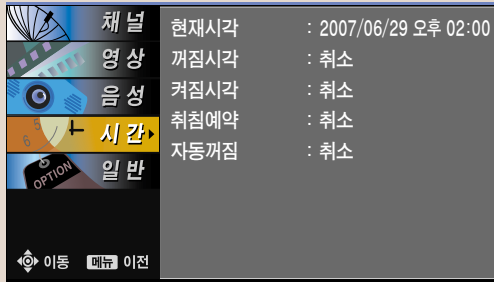 채널
영상
음성
시간
일반
OPTION
현재시각 : 2007/06/29 오후 02:00
꺼짐시각 : 취소
켜짐시각 : 취소
취침예약 : 취소
자동꺼짐 : 취소
이동 메뉴 이전